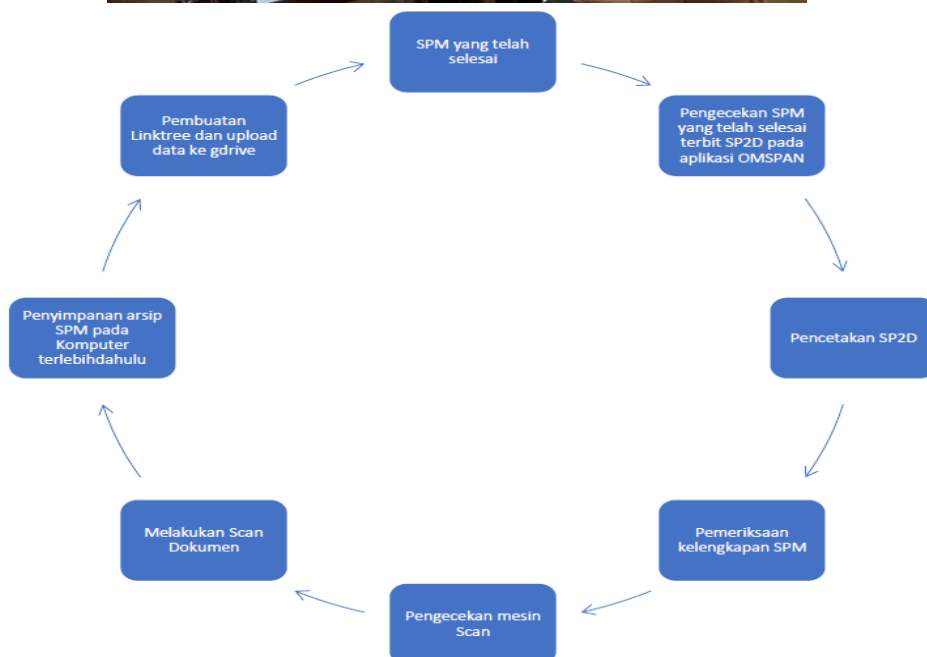 SPM yang telah
selesai
Pengecekan SPM
yang telah selesai
terbit SP2D pada
aplikasi OMSPAN
Pencetakan SP2D
Pemeriksaan
kelengkapan SPM
Pengecekan mesin
Scan
Melakukan Scan
Dokumen
Penyimpanan arsip
SPM pada
Komputer
terlebihdahulu
Pembuatan
Linktree dan upload
data ke gdrive